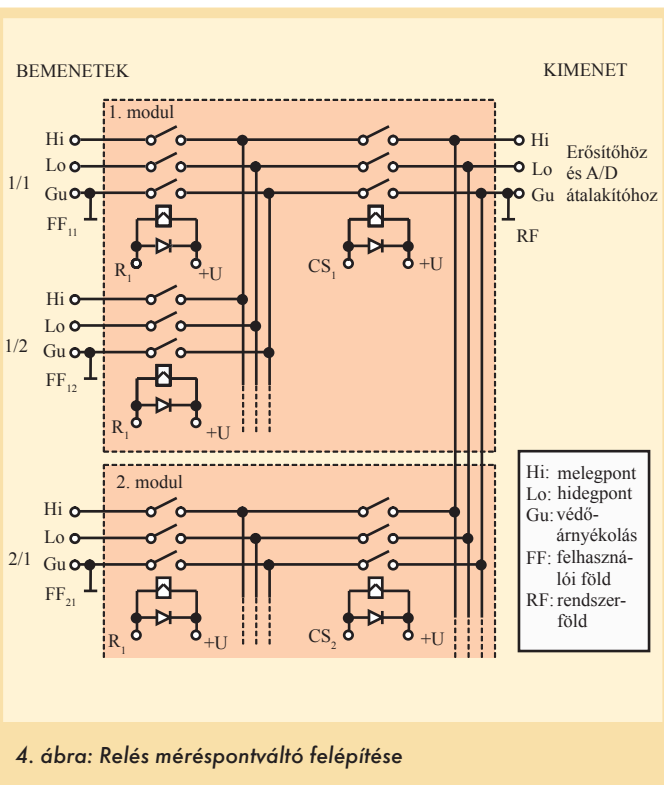 BEMENETEK
KIMENET
1. modul
Hi
Lo
1/1
Gu
FF11
R1
+U
CS1
+U
Hi
Lo
Gu
RF
Erősítőhöz
és A/D
átalakítóhoz
Hi
Lo
1/2
Gu
FF12
R1
+U
2. modul
Hi
Lo
2/1
Gu
FF21
R1
+U
CS2
+U
Hi: melegpont
Lo: hidegpont
Gu: védő-
árnyékolás
FF: felhaszná-
lói föld
RF: rendszer-
föld
4. ábra: Relés méréspontváltó felépítése